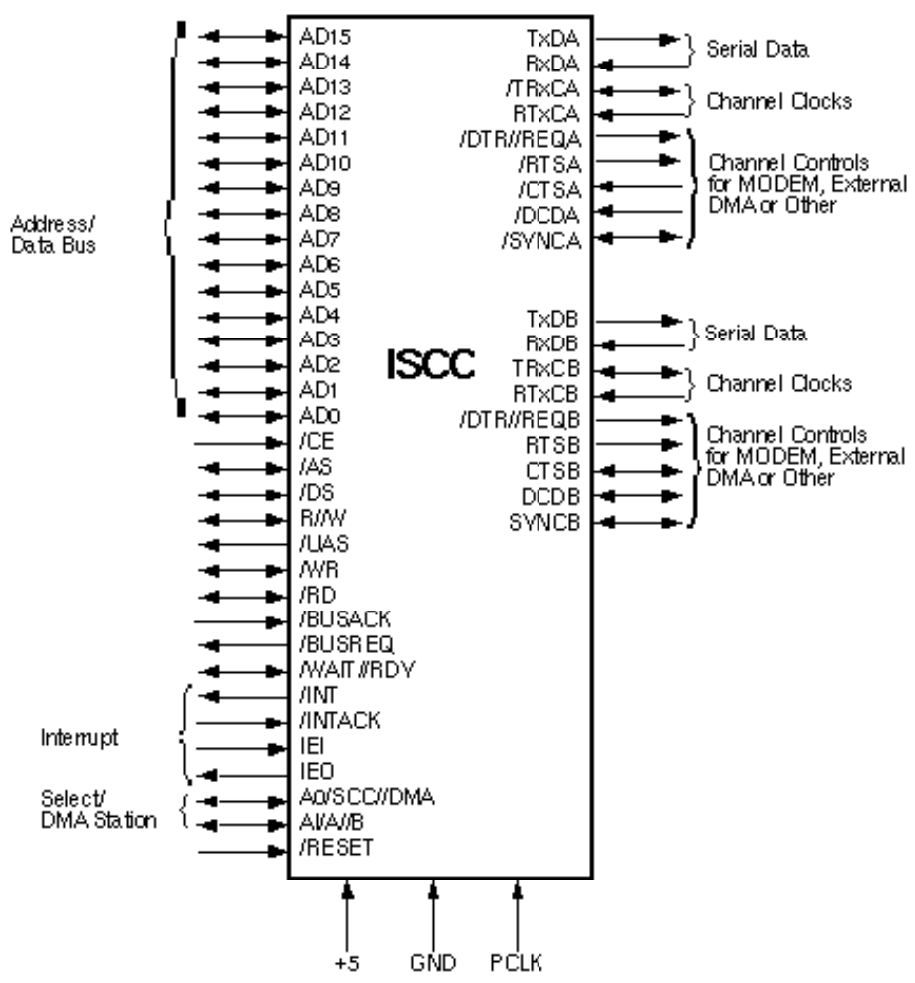 AD15
AD14
AD13
AD12
AD11
AD10
AD9
AD8
AD7
AD6
AD5
AD4
AD3
AD2
AD1
AD0
/CE
/AS
/DS
R//W
/UAS
/WR
/RD
/BUSACK
/BUSREQ
/WAIT//RDY
/INT
/INTACK
IEI
IEO
A0/SCC//DMA
AI/A//B
/RESET
Address/
Data Bus
Interrupt
Select/
DMA Station
ISCC
TxDA
RxDA
/TRxCA
RTxCA
/DTR//REQA
/RTSA
/CTSA
/DCDA
/SYNCA
TxDB
RxDB
TRxCB
RTxCB
/DTR//REQB
RTSB
CTSB
DCDB
SYNCB
Serial Data
Channel Clocks
Channel Controls
for MODEM, External
DMA or Other
Serial Data
Channel Clocks
Channel Controls
for MODEM, External
DMA or Other
+5
GND
PCLK